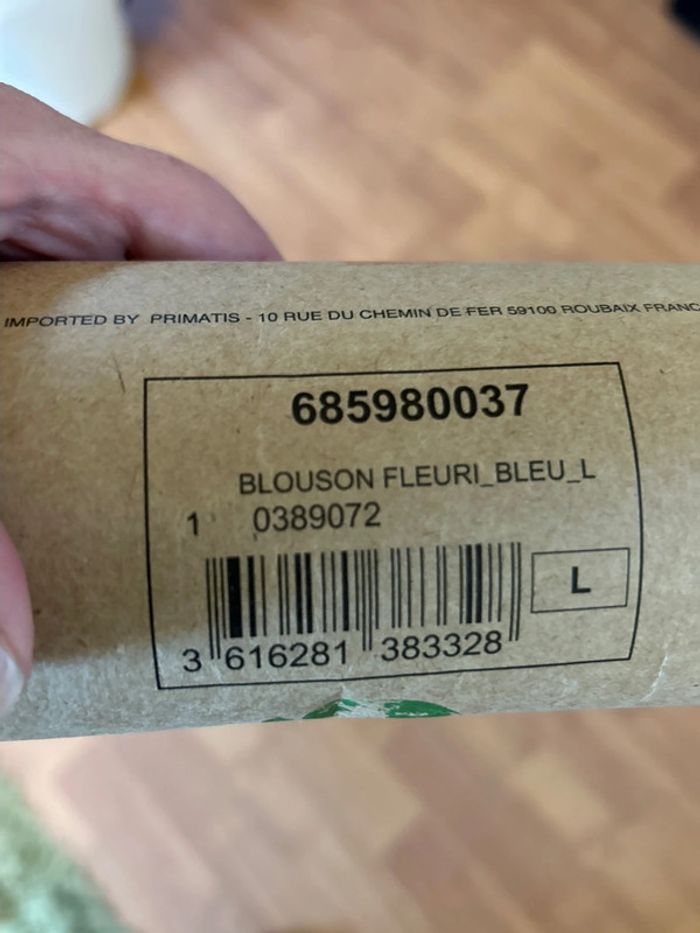 IMPORTED BY PRIMATIS - 10 RUE DU CHEMIN DE FER 59100 ROUBAIX FRANC
685980037
BLOUSON FLEURI_BLEU_L
1 0389072
L
3 616281 383328